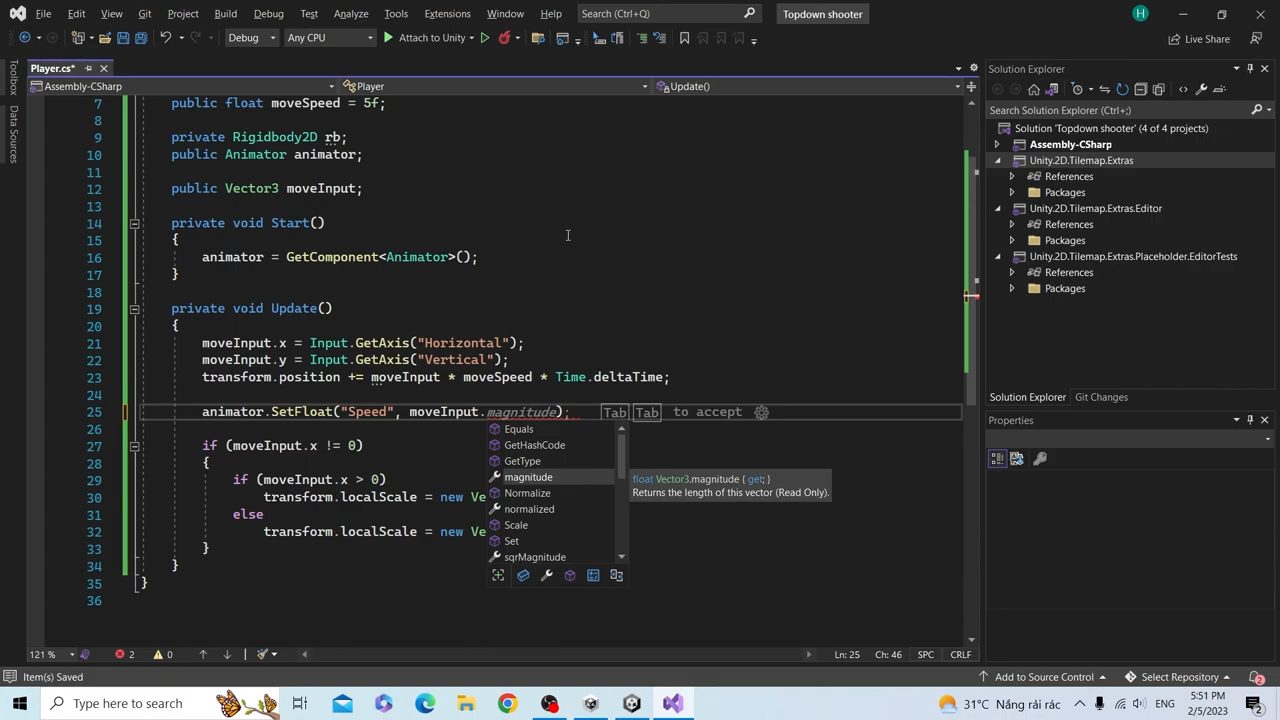 File Edit View Git Project Build Debug Test Analyze Tools Extensions Window Help Search (Ctrl+Q) Topdown shooter H
Debug Any CPU Attach to Unity Live Share
Toolbox
Data Sources
Player.cs*
Assembly-CSharp Player Update()
7 public float moveSpeed = 5f;
8
9 private Rigidbody2D rb;
10 public Animator animator;
11
12 public Vector3 moveInput;
13
14 private void Start()
15 {
16 animator = GetComponent<Animator>();
17 }
18
19 private void Update()
20 {
21 moveInput.x = Input.GetAxis("Horizontal");
22 moveInput.y = Input.GetAxis("Vertical");
23 transform.position += moveInput * moveSpeed * Time.deltaTime;
24
25 animator.SetFloat("Speed", moveInput.magnitude); Tab Tab to accept
26
27 if (moveInput.x != 0)
28 {
29 if (moveInput.x > 0)
30 transform.localScale = new Ve
31 else
32 transform.localScale = new Ve
33 }
34 }
35 }
36
Equals
GetHashCode
GetType
magnitude
Normalize
normalized
Scale
Set
sqrMagnitude
float Vector3.magnitude { get; }
Returns the length of this vector (Read Only).
Solution Explorer
Search Solution Explorer (Ctrl+;)
Solution 'Topdown shooter' (4 of 4 projects)
Assembly-CSharp
Unity.2D.Tilemap.Extras
References
Packages
Unity.2D.Tilemap.Extras.Editor
References
Packages
Unity.2D.Tilemap.Extras.Placeholder.EditorTests
References
Packages
Solution Explorer Git Changes
Properties
121 % 2 0 Ln: 25 Ch: 46 SPC CRLF
Item(s) Saved Add to Source Control Select Repository 2
Type here to search 31°C Nắng rải rác ENG 5:51 PM 2/5/2023 2